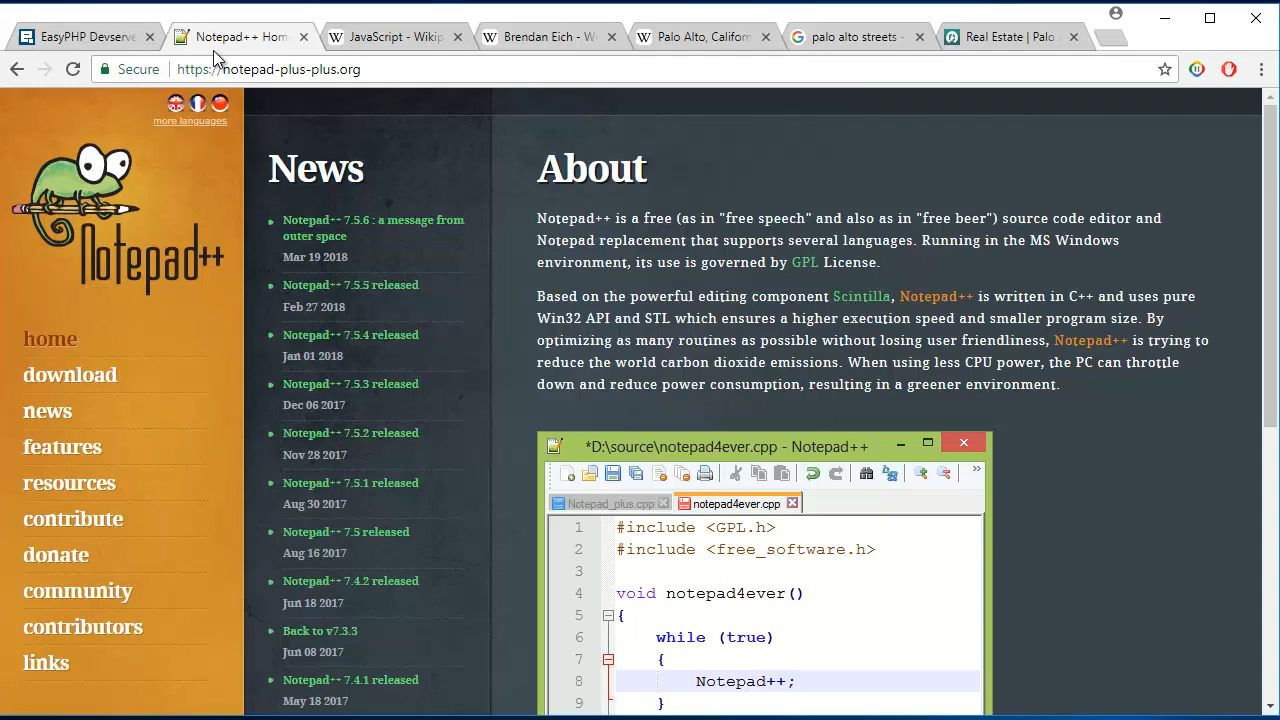 EasyPHP Devserve
Notepad++ Hom
JavaScript - Wikip
Brendan Eich - W
Palo Alto, Californ
palo alto streets -
Real Estate | Palo A
Secure
https://notepad-plus-plus.org
more languages
Notepad++
home
download
news
features
resources
contribute
donate
community
contributors
links
News
Notepad++ 7.5.6 : a message from
outer space
Mar 19 2018
Notepad++ 7.5.5 released
Feb 27 2018
Notepad++ 7.5.4 released
Jan 01 2018
Notepad++ 7.5.3 released
Dec 06 2017
Notepad++ 7.5.2 released
Nov 28 2017
Notepad++ 7.5.1 released
Aug 30 2017
Notepad++ 7.5 released
Aug 16 2017
Notepad++ 7.4.2 released
Jun 18 2017
Back to v7.3.3
Jun 08 2017
Notepad++ 7.4.1 released
May 18 2017
About
Notepad++ is a free (as in "free speech" and also as in "free beer") source code editor and
Notepad replacement that supports several languages. Running in the MS Windows
environment, its use is governed by GPL License.
Based on the powerful editing component Scintilla, Notepad++ is written in C++ and uses pure
Win32 API and STL which ensures a higher execution speed and smaller program size. By
optimizing as many routines as possible without losing user friendliness, Notepad++ is trying to
reduce the world carbon dioxide emissions. When using less CPU power, the PC can throttle
down and reduce power consumption, resulting in a greener environment.
*D:\source\notepad4ever.cpp - Notepad++
Notepad_plus.cpp
notepad4ever.cpp
1 #include <GPL.h>
2 #include <free_software.h>
3
4 void notepad4ever()
5 {
6 while (true)
7 {
8 Notepad++;
9 }